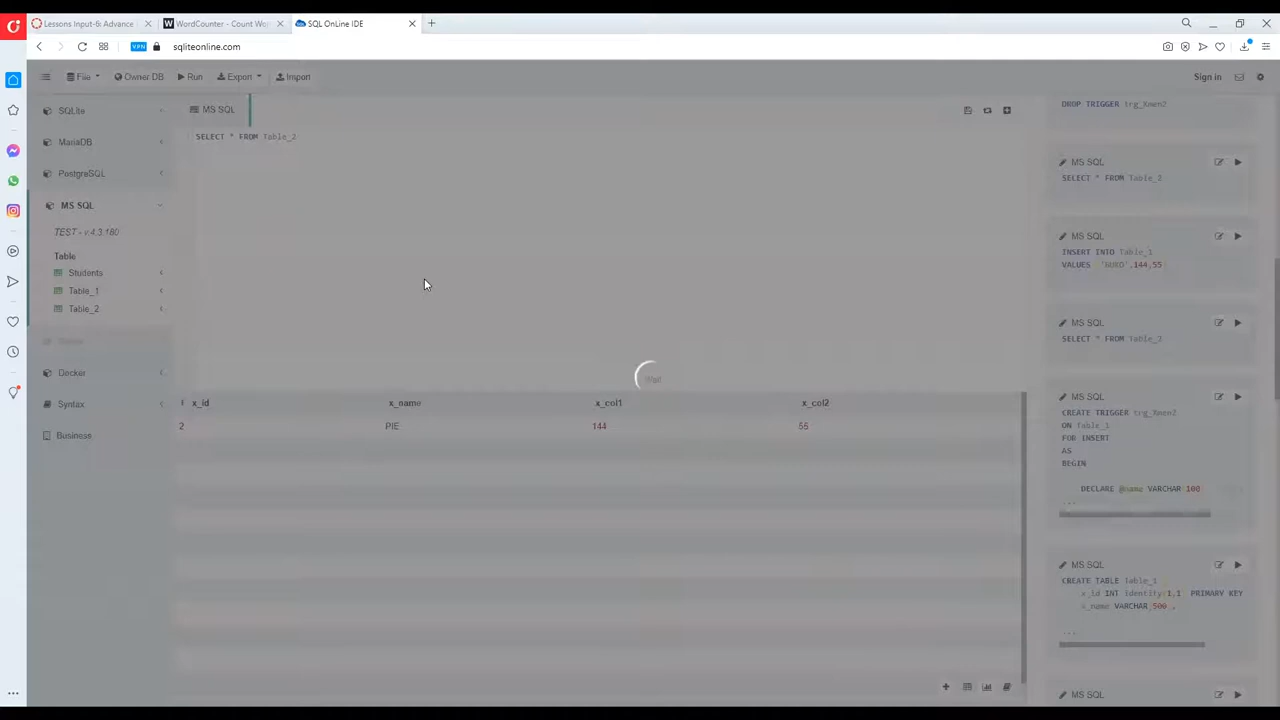 Lessons Input-6: Advance
WordCounter - Count Wo
SQL Online IDE
VPN
sqliteonline.com
File
Owner DB
Run
Export
Import
Sign in
SQLite
MariaDB
PostgreSQL
MS SQL
TEST - v.4.3.180
Table
Students
Table_1
Table_2
Docker
Syntax
Business
MS SQL
SELECT * FROM Table_2
Wait
x_id x_name x_col1 x_col2
2 PIE 144 55
DROP TRIGGER trg_Xmen2
MS SQL
SELECT * FROM Table_2
MS SQL
INSERT INTO Table_1
144,55
MS SQL
SELECT * FROM Table_2
MS SQL
CREATE TRIGGER trg_Xmen2
ON Table_1
FOR INSERT
AS
BEGIN
DECLARE @name VARCHAR 100
...
MS SQL
CREATE TABLE Table_1
x_id INT identity 1,1 PRIMARY KEY
x_name VARCHAR 500 ,
...
MS SQL